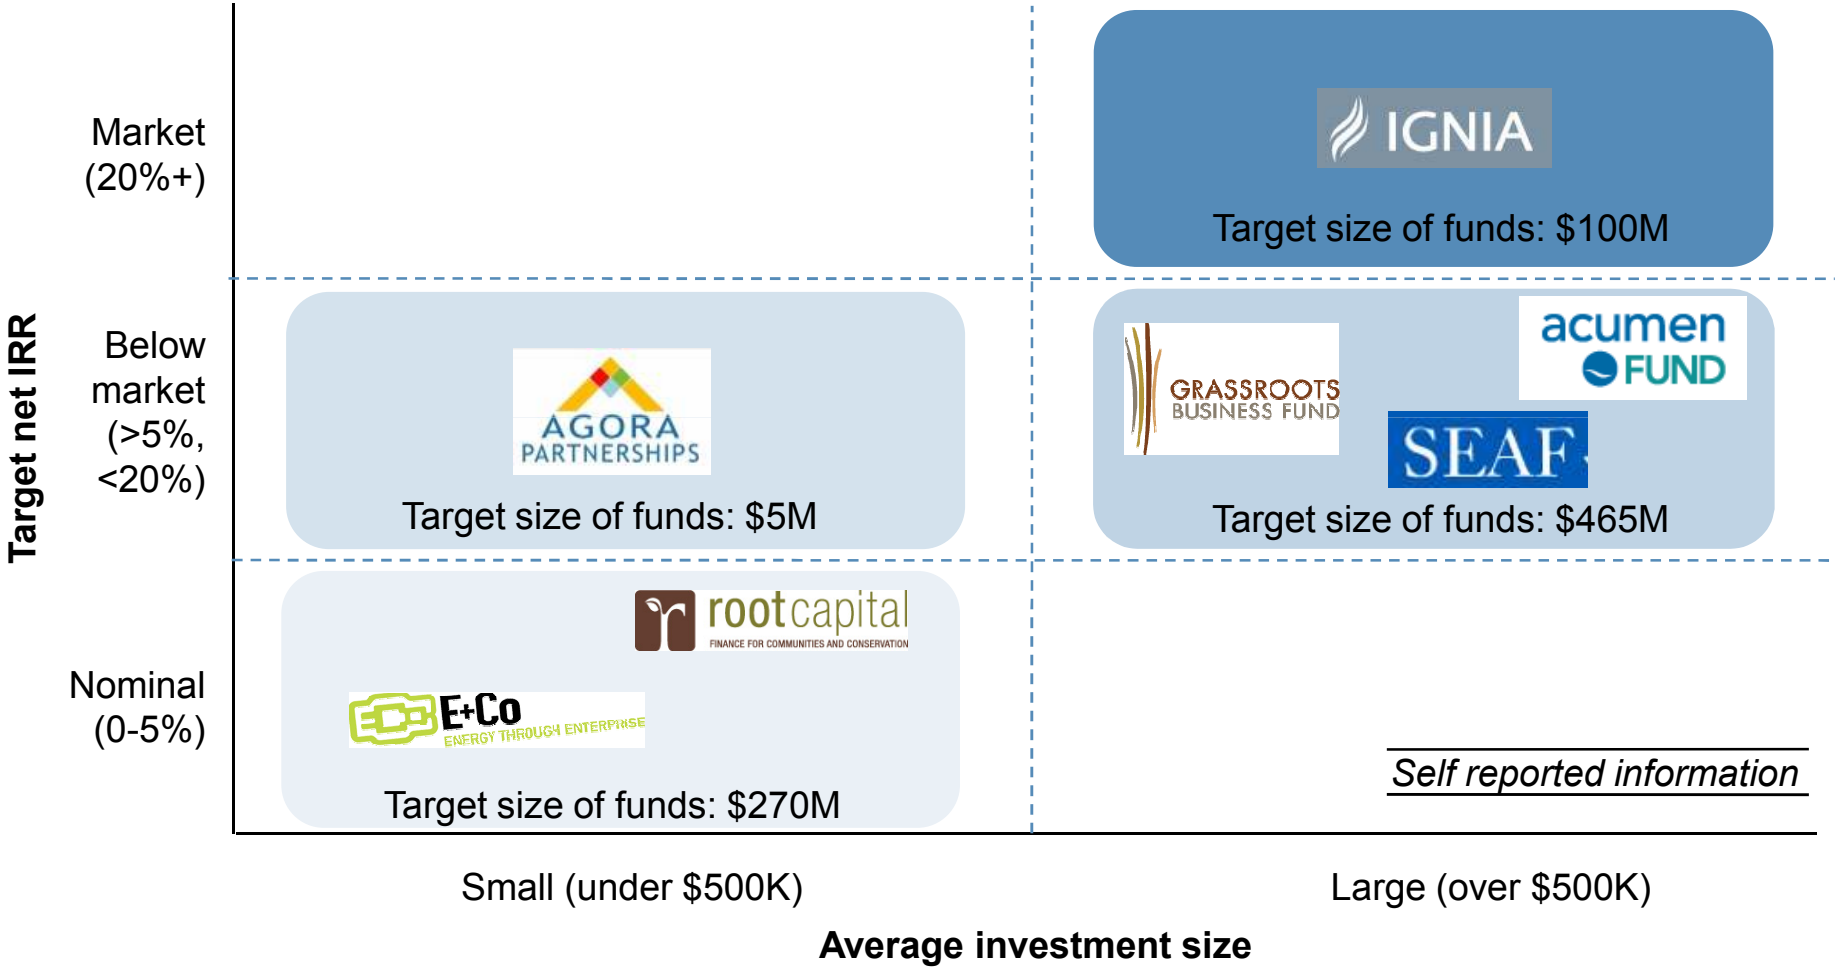 Target net IRR
Market
(20%+)
IGNIA
Target size of funds: $100M
Below
market
(>5%,
<20%)
AGORA
PARTNERSHIPS
Target size of funds: $5M
GRASSROOTS
BUSINESS FUND
acumen
FUND
SEAF
Target size of funds: $465M
Nominal
(0-5%)
rootcapital
FINANCE FOR COMMUNITIES AND CONSERVATION
E+Co
ENERGY THROUGH ENTERPRISE
Target size of funds: $270M
Self reported information
Small (under $500K)
Large (over $500K)
Average investment size